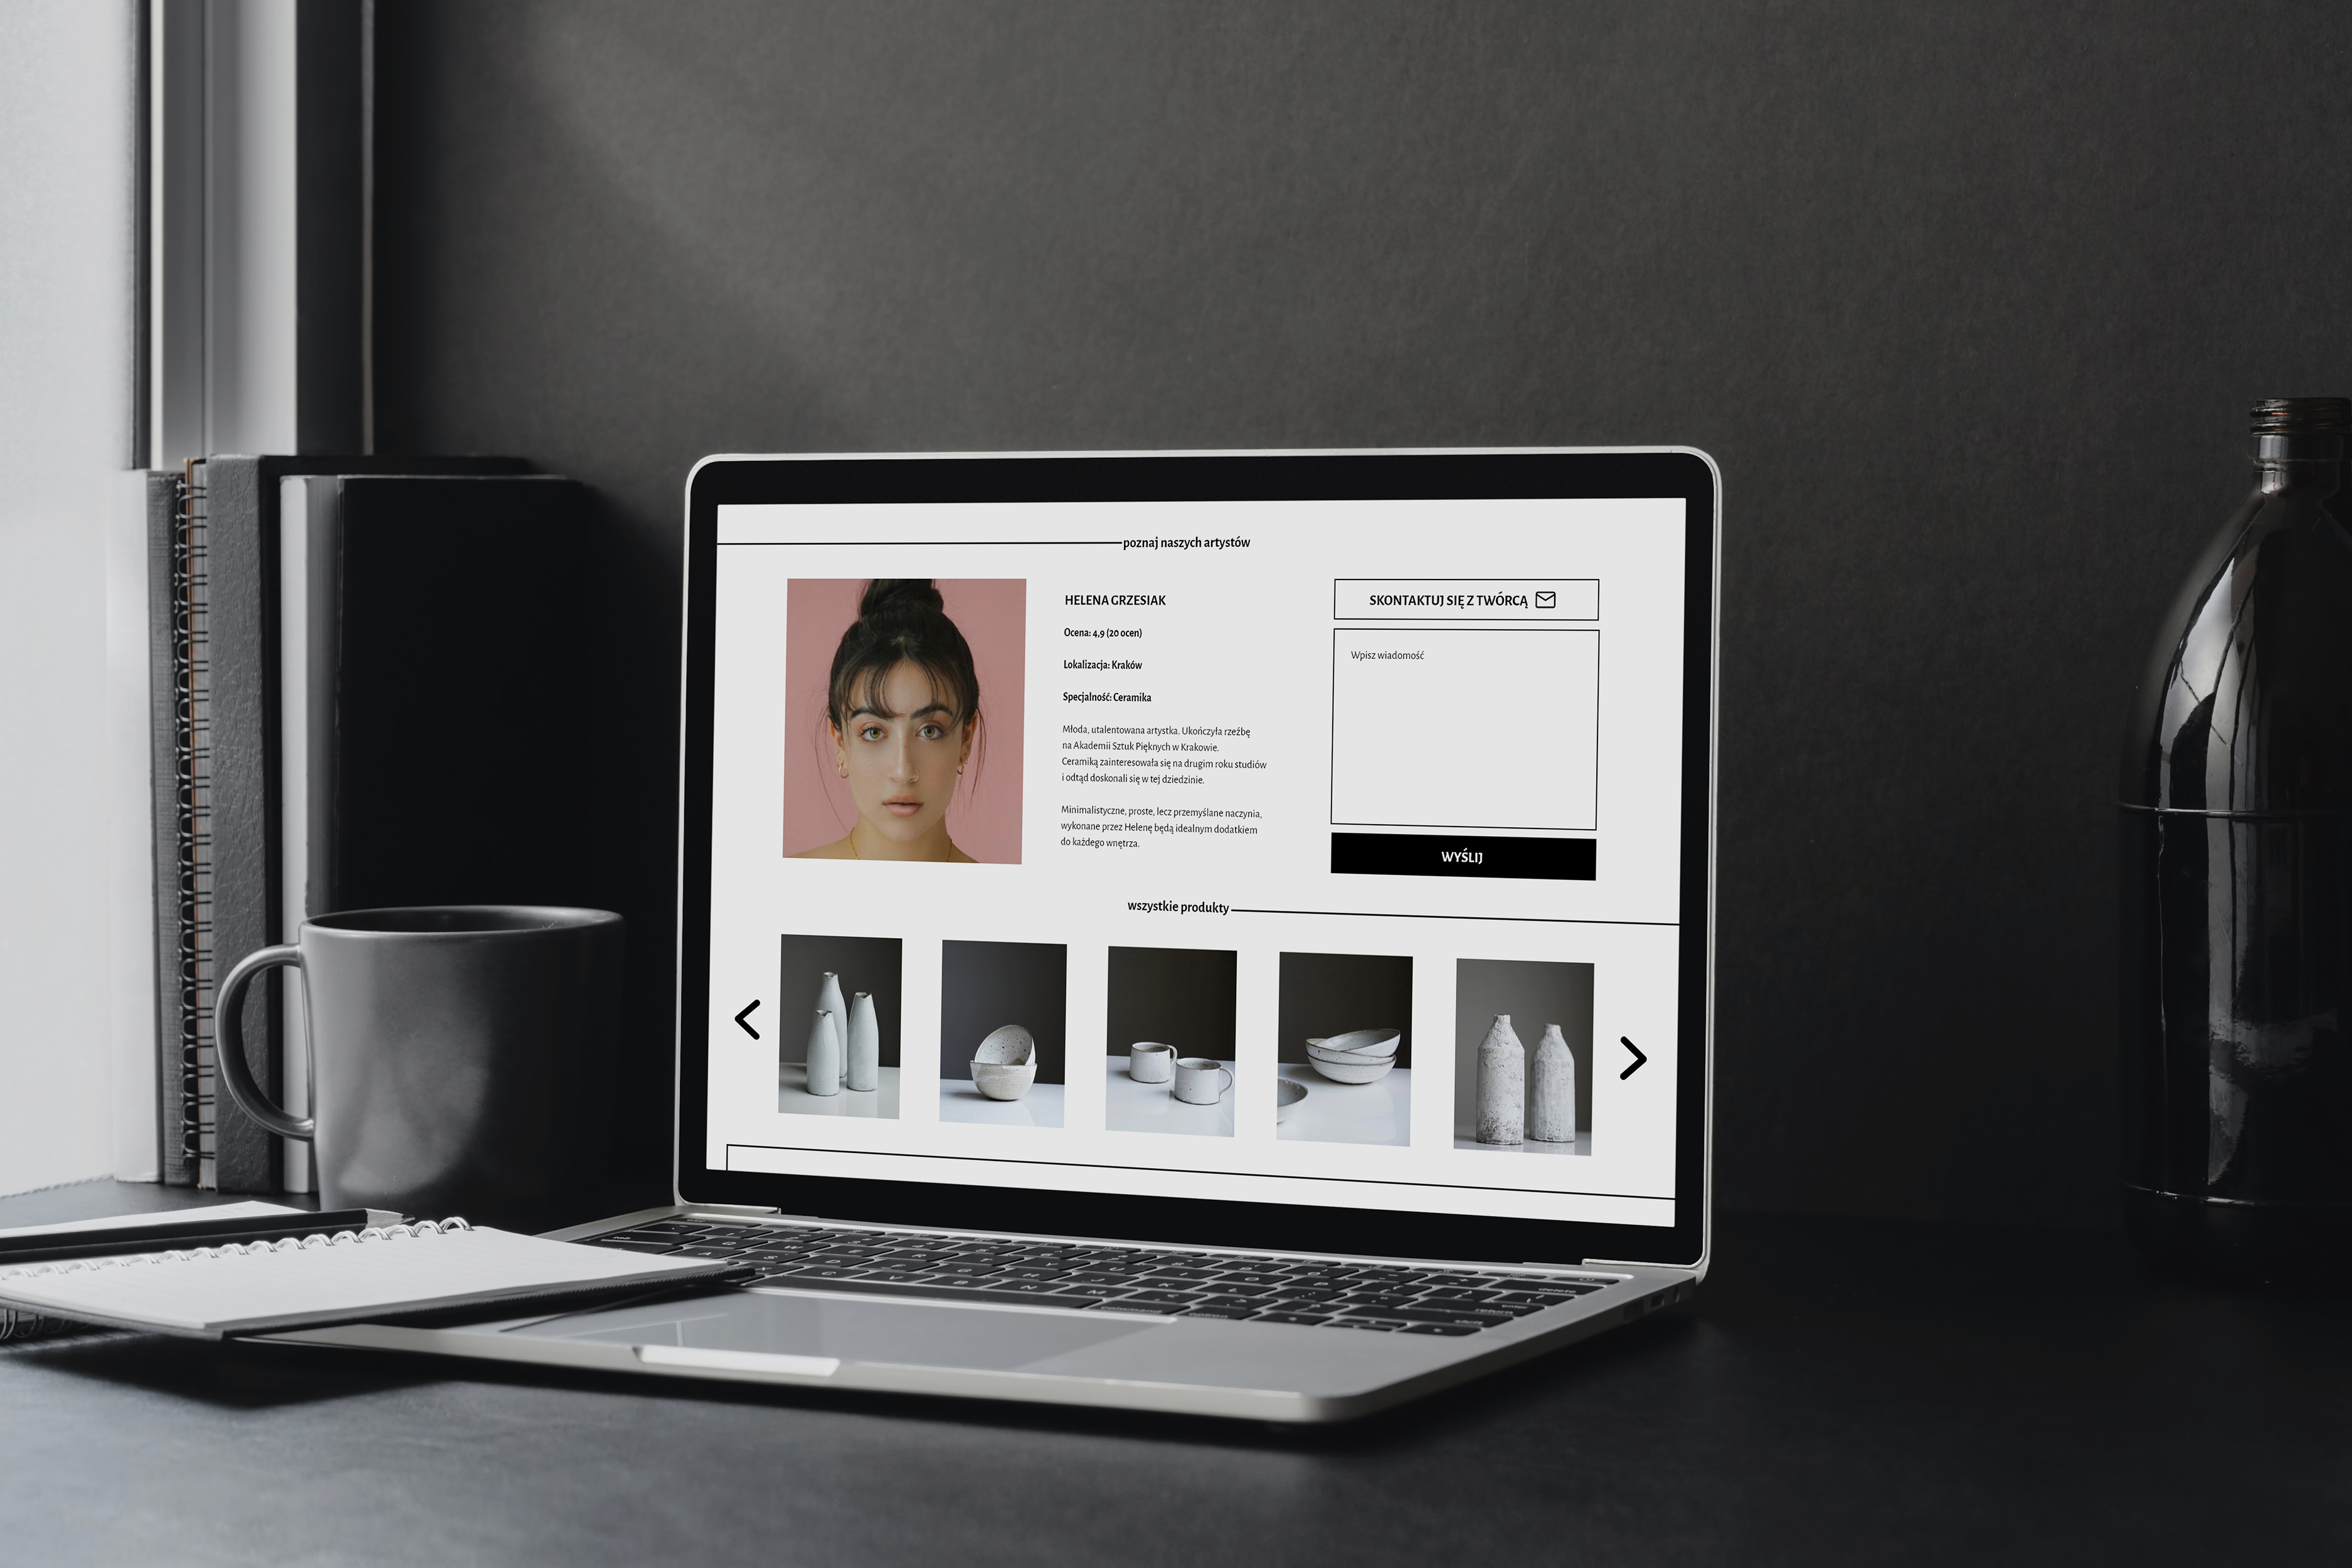 poznaj naszych artystów
HELENA GRZESIAK
Ocena: 4,9 (20 ocen)
Lokalizacja: Kraków
Specjalność: Ceramika
Młoda, utalentowana artystka. Ukończyła rzeźbę
na Akademii Sztuk Pięknych w Krakowie.
Ceramiką zainteresowała się na drugim roku studiów
i odtąd doskonali się w tej dziedzinie.
Minimalistyczne, proste, lecz przemyślane naczynia,
wykonane przez Helenę będą idealnym dodatkiem
do każdego wnętrza.
SKONTAKTUJ SIĘ Z TWÓRCĄ
Wpisz wiadomość
WYŚLIJ
wszystkie produkty